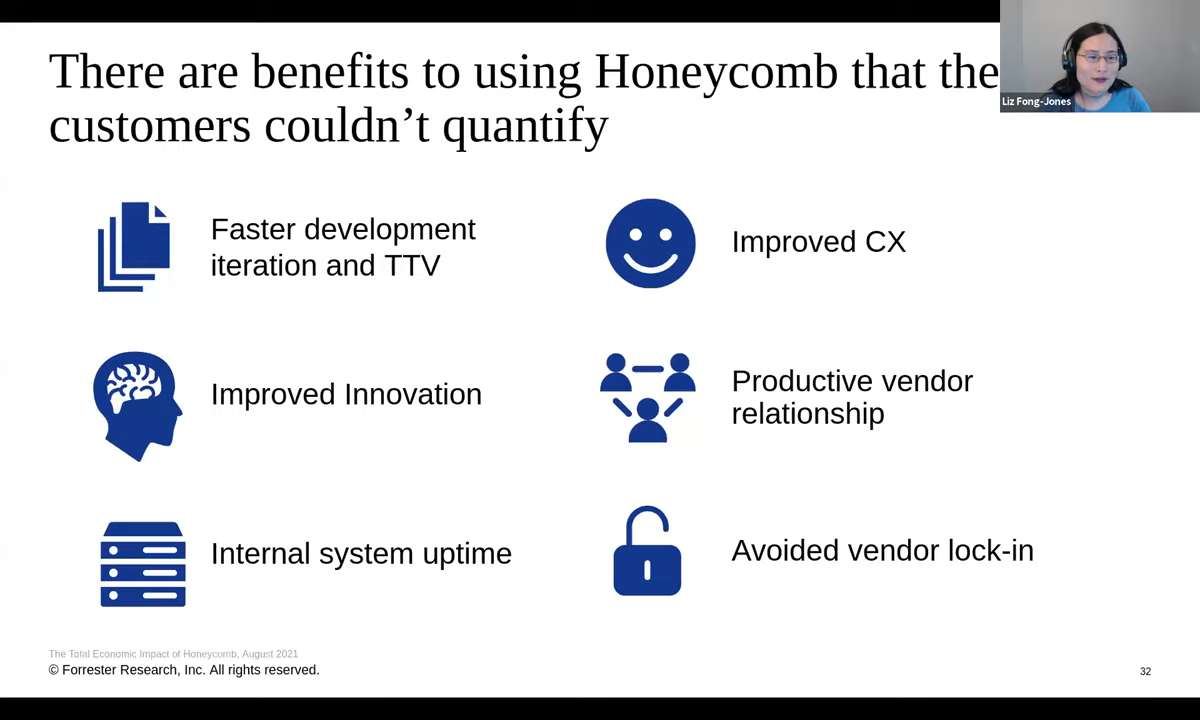 There are benefits to using Honeycomb that the
customers couldn’t quantify
Liz Fong-Jones
Faster development
iteration and TTV
Improved CX
Improved Innovation
Productive vendor
relationship
Internal system uptime
Avoided vendor lock-in
The Total Economic Impact of Honeycomb, August 2021
© Forrester Research, Inc. All rights reserved.
32